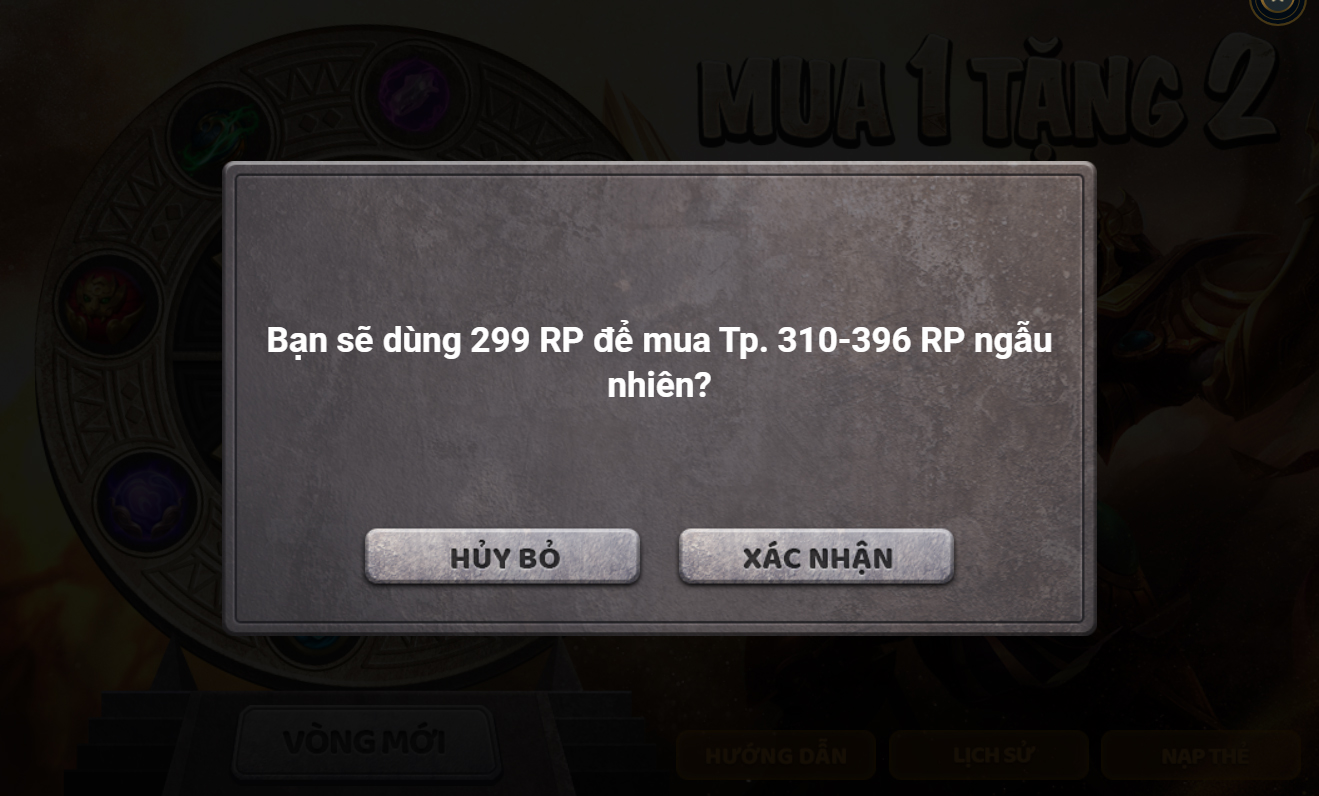 MUA 1 TẶNG 2
Bạn sẽ dùng 299 RP để mua Tp. 310-396 RP ngẫu
nhiên?
HỦY BỎ
XÁC NHẬN
VÒNG MỚI
HƯỚNG DẪN
LỊCH SỬ
NẠP THẺ